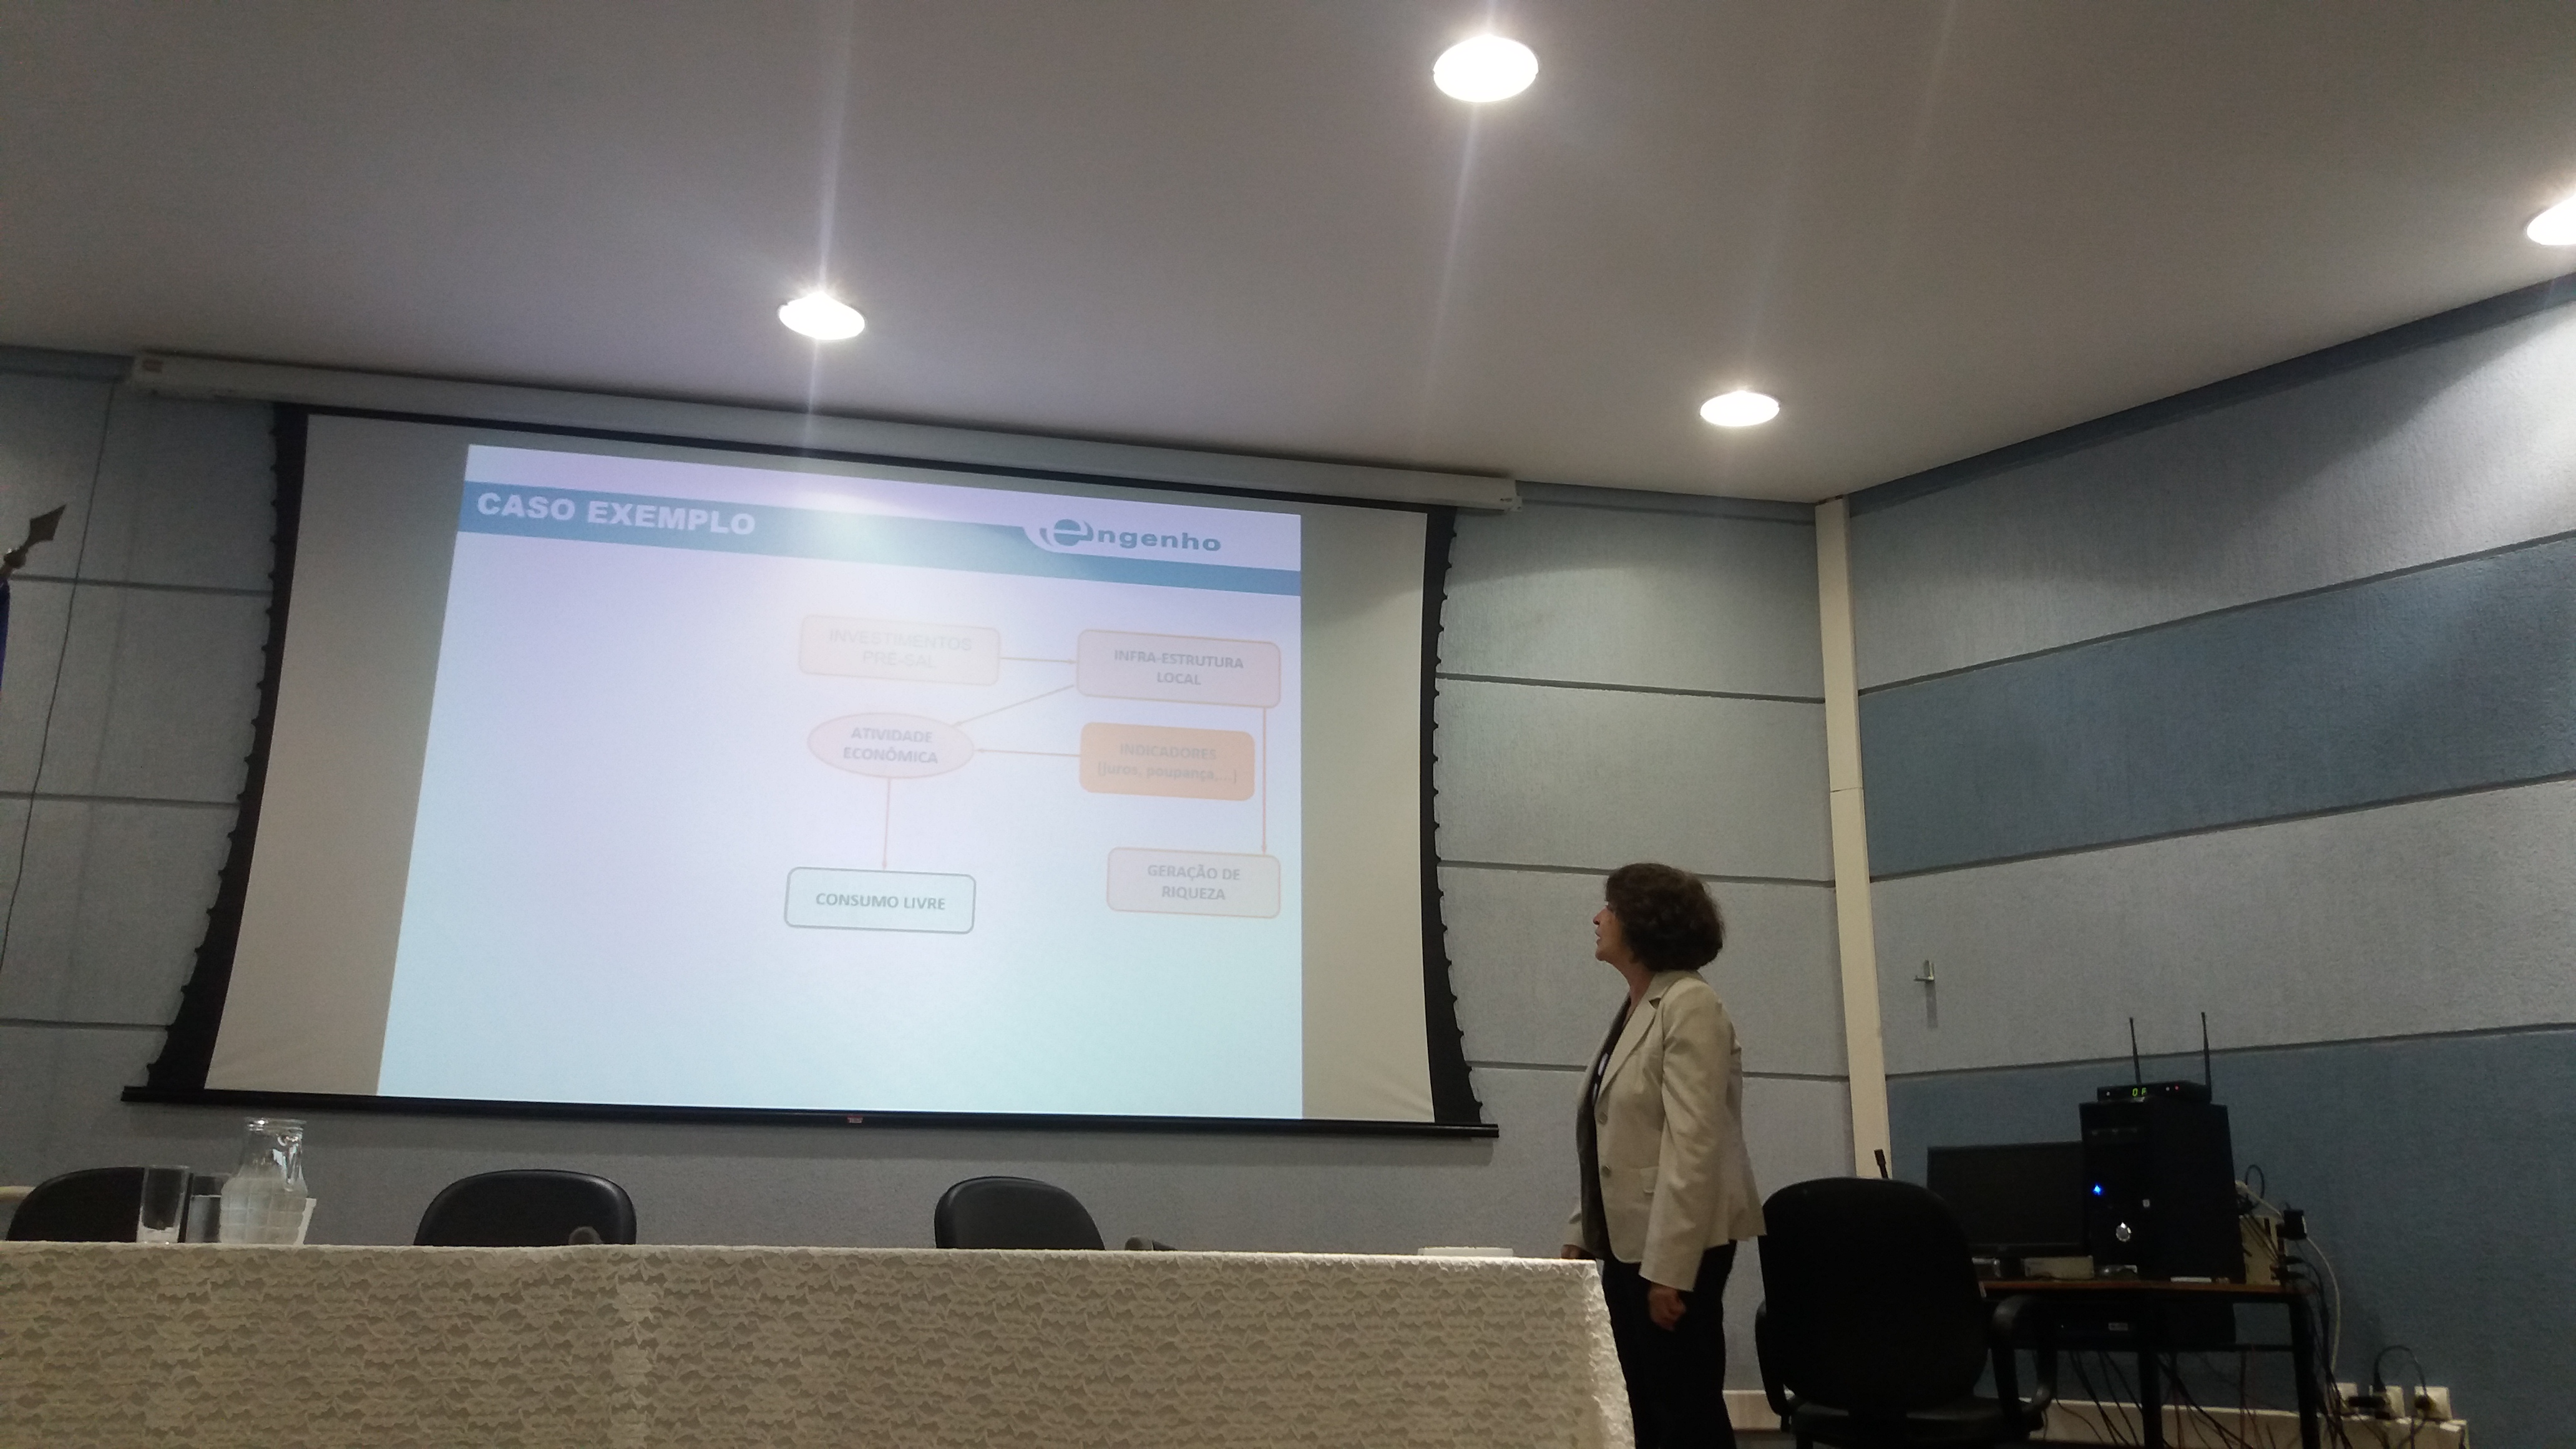 CASO EXEMPLO
engenho
INVESTIMENTOS
PRÉ-SAL
INFRA-ESTRUTURA
LOCAL
ATIVIDADE
ECONÔMICA
INDICADORES
(juros, poupança,...)
CONSUMO LIVRE
GERAÇÃO DE
RIQUEZA